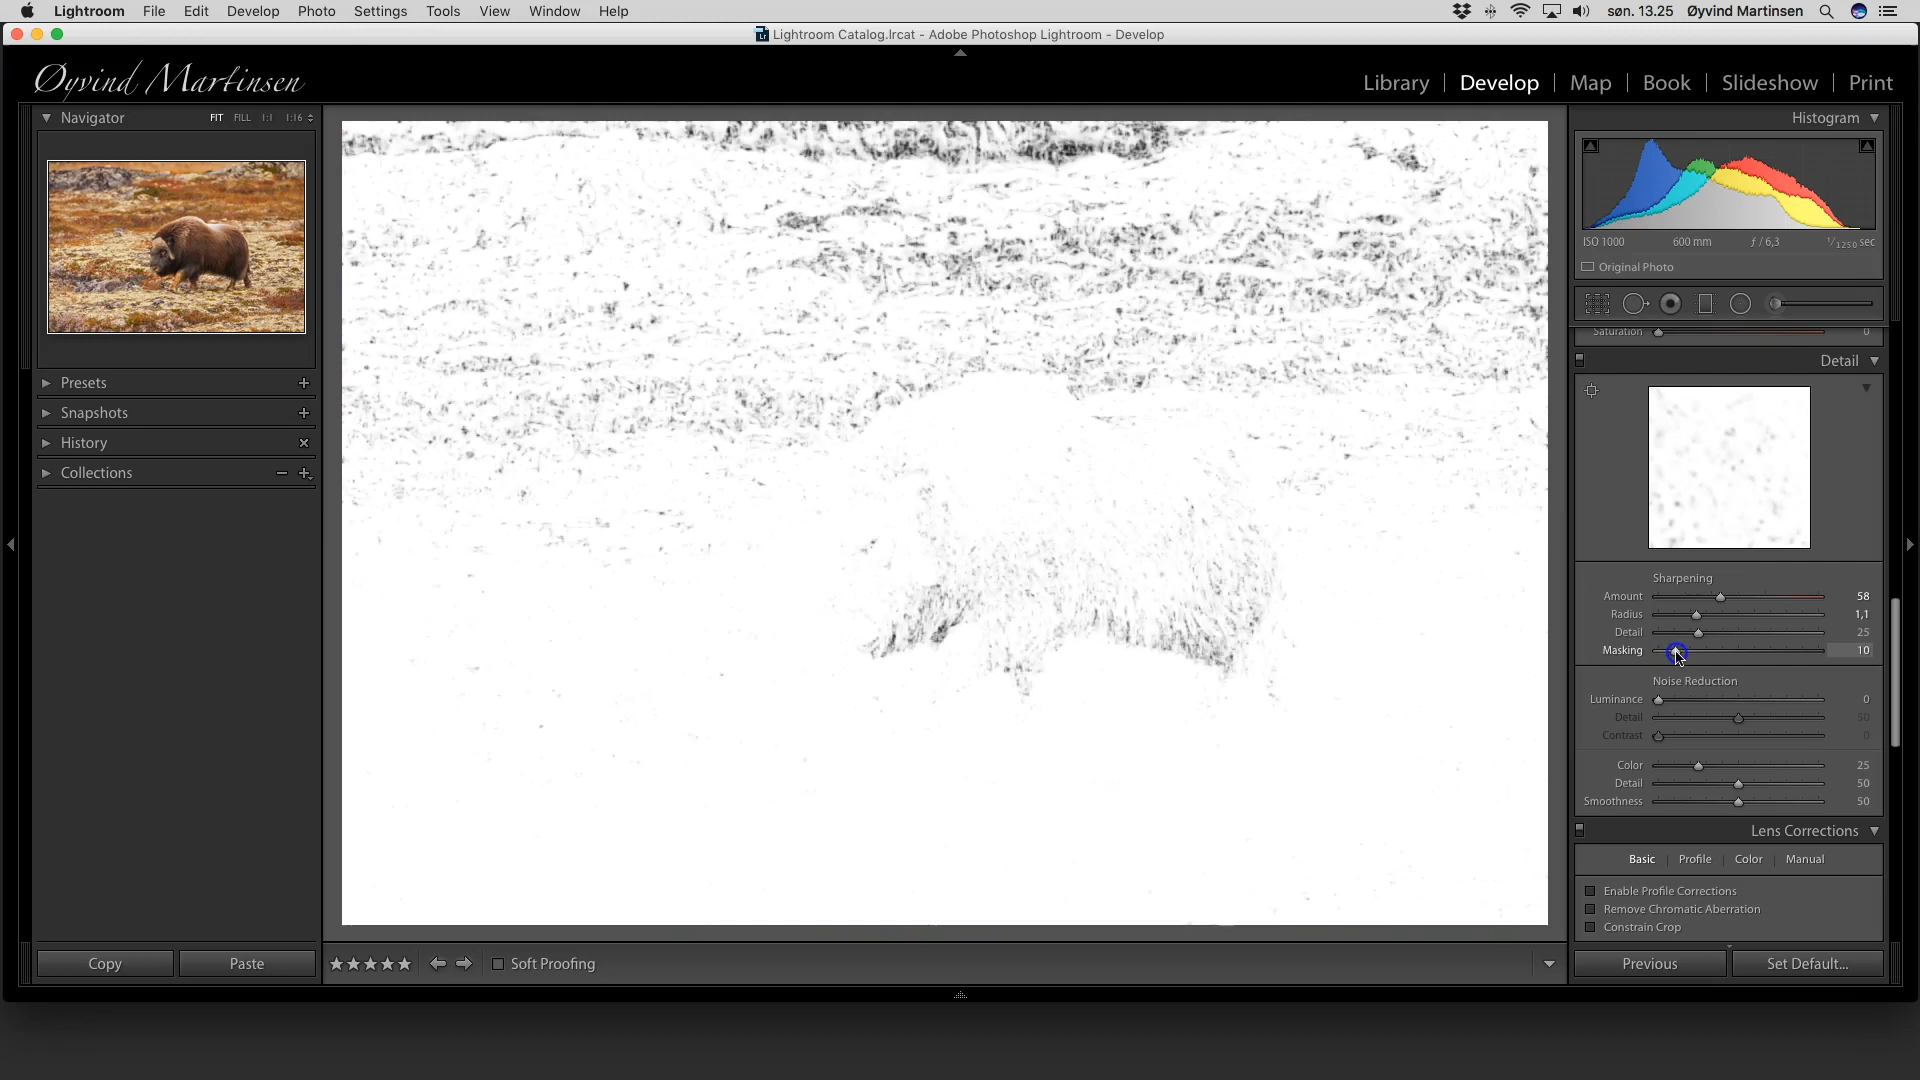 Lightroom File Edit Develop Photo Settings Tools View Window Help søn. 13.25 Øyvind Martinsen
Lightroom Catalog.lrcat - Adobe Photoshop Lightroom - Develop
Øyvind Martinsen
Library | Develop | Map | Book | Slideshow | Print
Navigator FIT FILL 1:1 1:16
Presets
Snapshots
History
Collections
Copy Paste
Soft Proofing
Histogram
ISO 1000 600 mm ƒ / 6,3 1/1250 sec
Original Photo
Saturation 0
Detail
Sharpening
Amount 58
Radius 1,1
Detail 25
Masking 10
Noise Reduction
Luminance 0
Detail 50
Contrast 0
Color 25
Detail 50
Smoothness 50
Lens Corrections
Basic | Profile | Color | Manual
Enable Profile Corrections
Remove Chromatic Aberration
Constrain Crop
Previous Set Default...